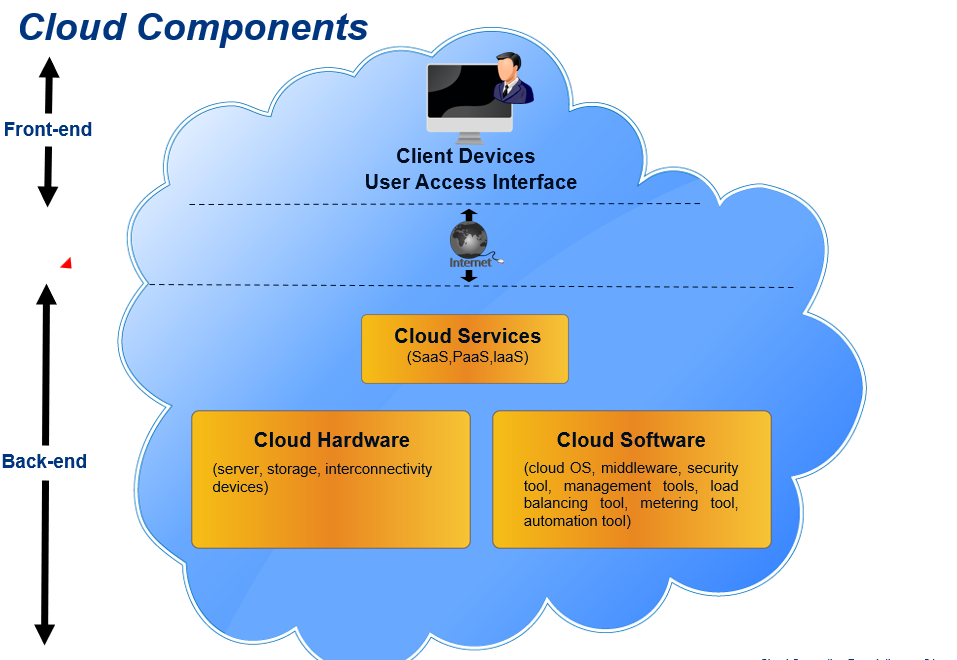 Cloud Components
Front-end
Client Devices
User Access Interface
Internet
Cloud Services
(SaaS,PaaS,IaaS)
Back-end
Cloud Hardware
(server, storage, interconnectivity
devices)
Cloud Software
(cloud OS, middleware, security
tool, management tools, load
balancing tool, metering tool,
automation tool)